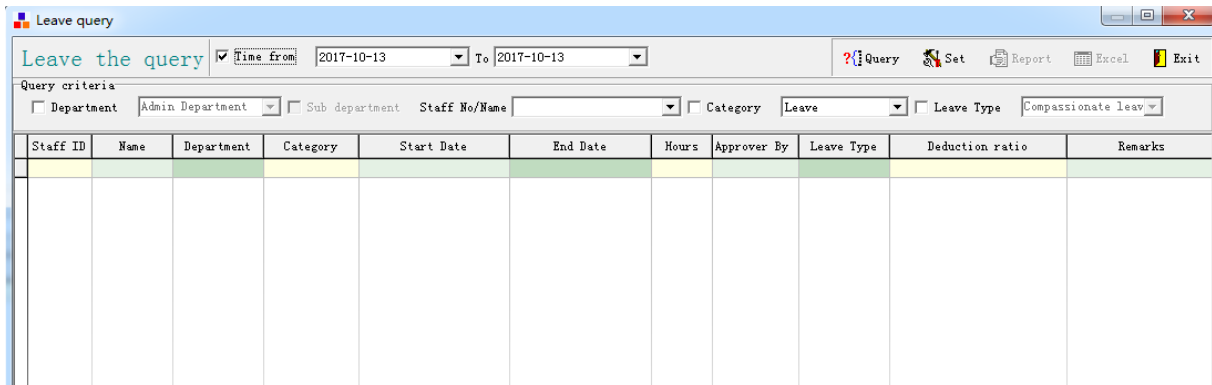 Leave query
Leave the query Time from 2017-10-13 To 2017-10-13 ?{} Query Set Report Excel Exit
Query criteria
Department Admin Department Sub department Staff No/Name Category Leave Leave Type Compassionate leav
Staff ID Name Department Category Start Date End Date Hours Approver By Leave Type Deduction ratio Remarks